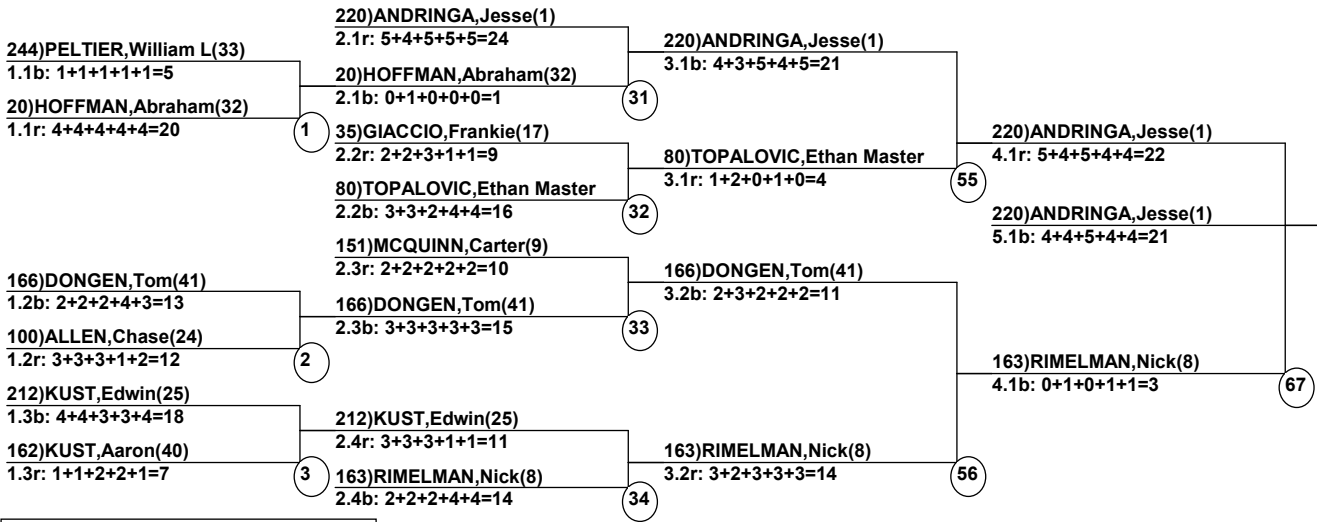 244)PELTIER,William L(33)
1.1b: 1+1+1+1+1=5
20)HOFFMAN,Abraham(32)
1.1r: 4+4+4+4+4=20
1
166)DONGEN,Tom(41)
1.2b: 2+2+2+4+3=13
100)ALLEN,Chase(24)
1.2r: 3+3+3+1+2=12
2
212)KUST,Edwin(25)
1.3b: 4+4+3+3+4=18
162)KUST,Aaron(40)
1.3r: 1+1+2+2+1=7
3
220)ANDRINGA,Jesse(1)
2.1r: 5+4+5+5+5=24
20)HOFFMAN,Abraham(32)
2.1b: 0+1+0+0+0=1
31
35)GIACCIO,Frankie(17)
2.2r: 2+2+3+1+1=9
80)TOPALOVIC,Ethan Master
2.2b: 3+3+2+4+4=16
32
151)MCQUINN,Carter(9)
2.3r: 2+2+2+2+2=10
166)DONGEN,Tom(41)
2.3b: 3+3+3+3+3=15
33
212)KUST,Edwin(25)
2.4r: 3+3+3+1+1=11
163)RIMELMAN,Nick(8)
2.4b: 2+2+2+4+4=14
34
220)ANDRINGA,Jesse(1)
3.1b: 4+3+5+4+5=21
80)TOPALOVIC,Ethan Master
3.1r: 1+2+0+1+0=4
55
166)DONGEN,Tom(41)
3.2b: 2+3+2+2+2=11
163)RIMELMAN,Nick(8)
3.2r: 3+2+3+3+3=14
56
220)ANDRINGA,Jesse(1)
4.1r: 5+4+5+4+4=22
220)ANDRINGA,Jesse(1)
5.1b: 4+4+5+4+4=21
163)RIMELMAN,Nick(8)
4.1b: 0+1+0+1+1=3
67